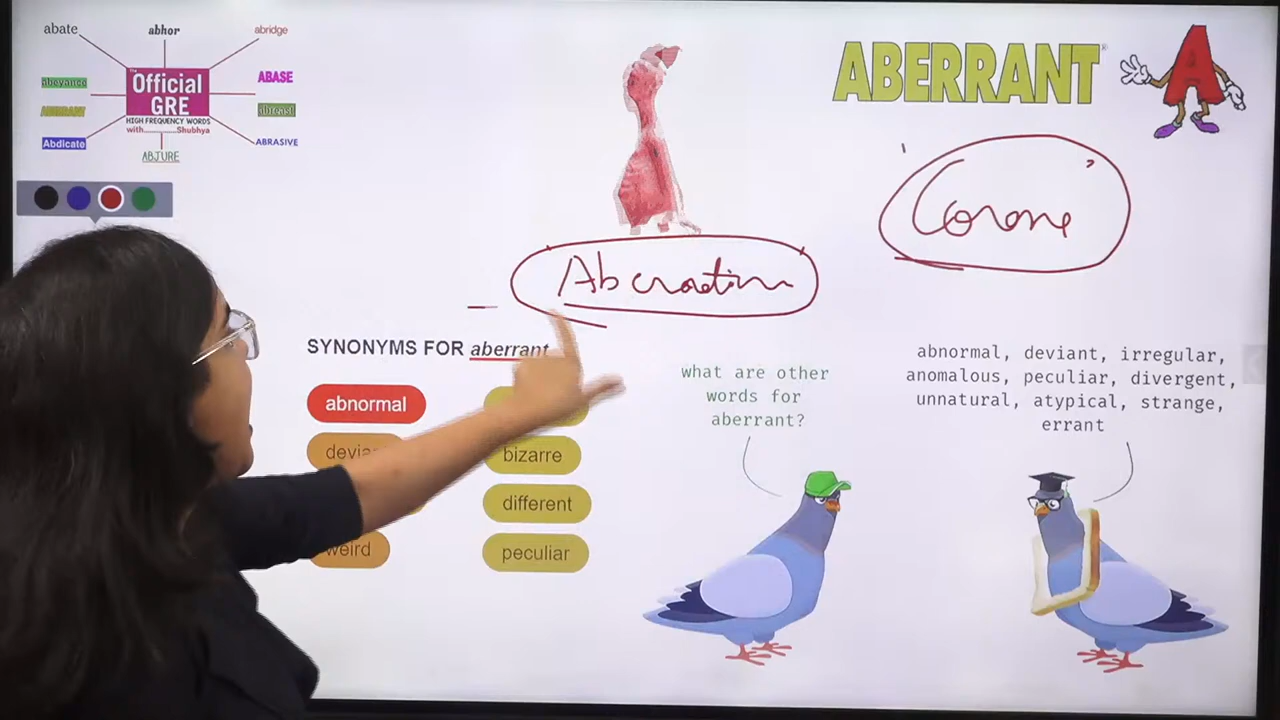 abate
abhor
abridge
abeyance
The
Official
GRE
ABASE
HIGH FREQUENCY WORDS
with Shubhya
ABERRANT
abreast
Abdicate
ABJURE
ABRASIVE
ABERRANT
Corona
Aberration
SYNONYMS FOR aberrant
abnormal
bizarre
different
weird
peculiar
what are other
words for
aberrant?
abnormal, deviant, irregular,
anomalous, peculiar, divergent,
unnatural, atypical, strange,
errant